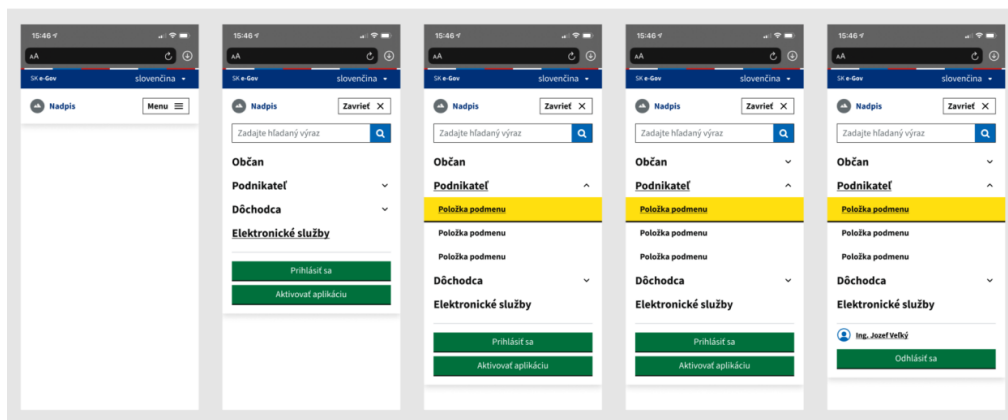 15:46
AA
SK e-Gov slovenčina
Nadpis Menu
15:46
AA
SK e-Gov slovenčina
Nadpis Zavrieť
Zadajte hľadaný výraz
Občan
Podnikateľ
Dôchodca
Elektronické služby
Prihlásiť sa
Aktivovať aplikáciu
15:46
AA
SK e-Gov slovenčina
Nadpis Zavrieť
Zadajte hľadaný výraz
Občan
Podnikateľ
Položka podmenu
Položka podmenu
Položka podmenu
Dôchodca
Elektronické služby
Prihlásiť sa
Aktivovať aplikáciu
15:46
AA
SK e-Gov slovenčina
Nadpis Zavrieť
Zadajte hľadaný výraz
Občan
Podnikateľ
Položka podmenu
Položka podmenu
Položka podmenu
Dôchodca
Elektronické služby
Prihlásiť sa
Aktivovať aplikáciu
15:46
AA
SK e-Gov slovenčina
Nadpis Zavrieť
Zadajte hľadaný výraz
Občan
Podnikateľ
Položka podmenu
Položka podmenu
Položka podmenu
Dôchodca
Elektronické služby
Ing. Jozef Veľký
Odhlásiť sa